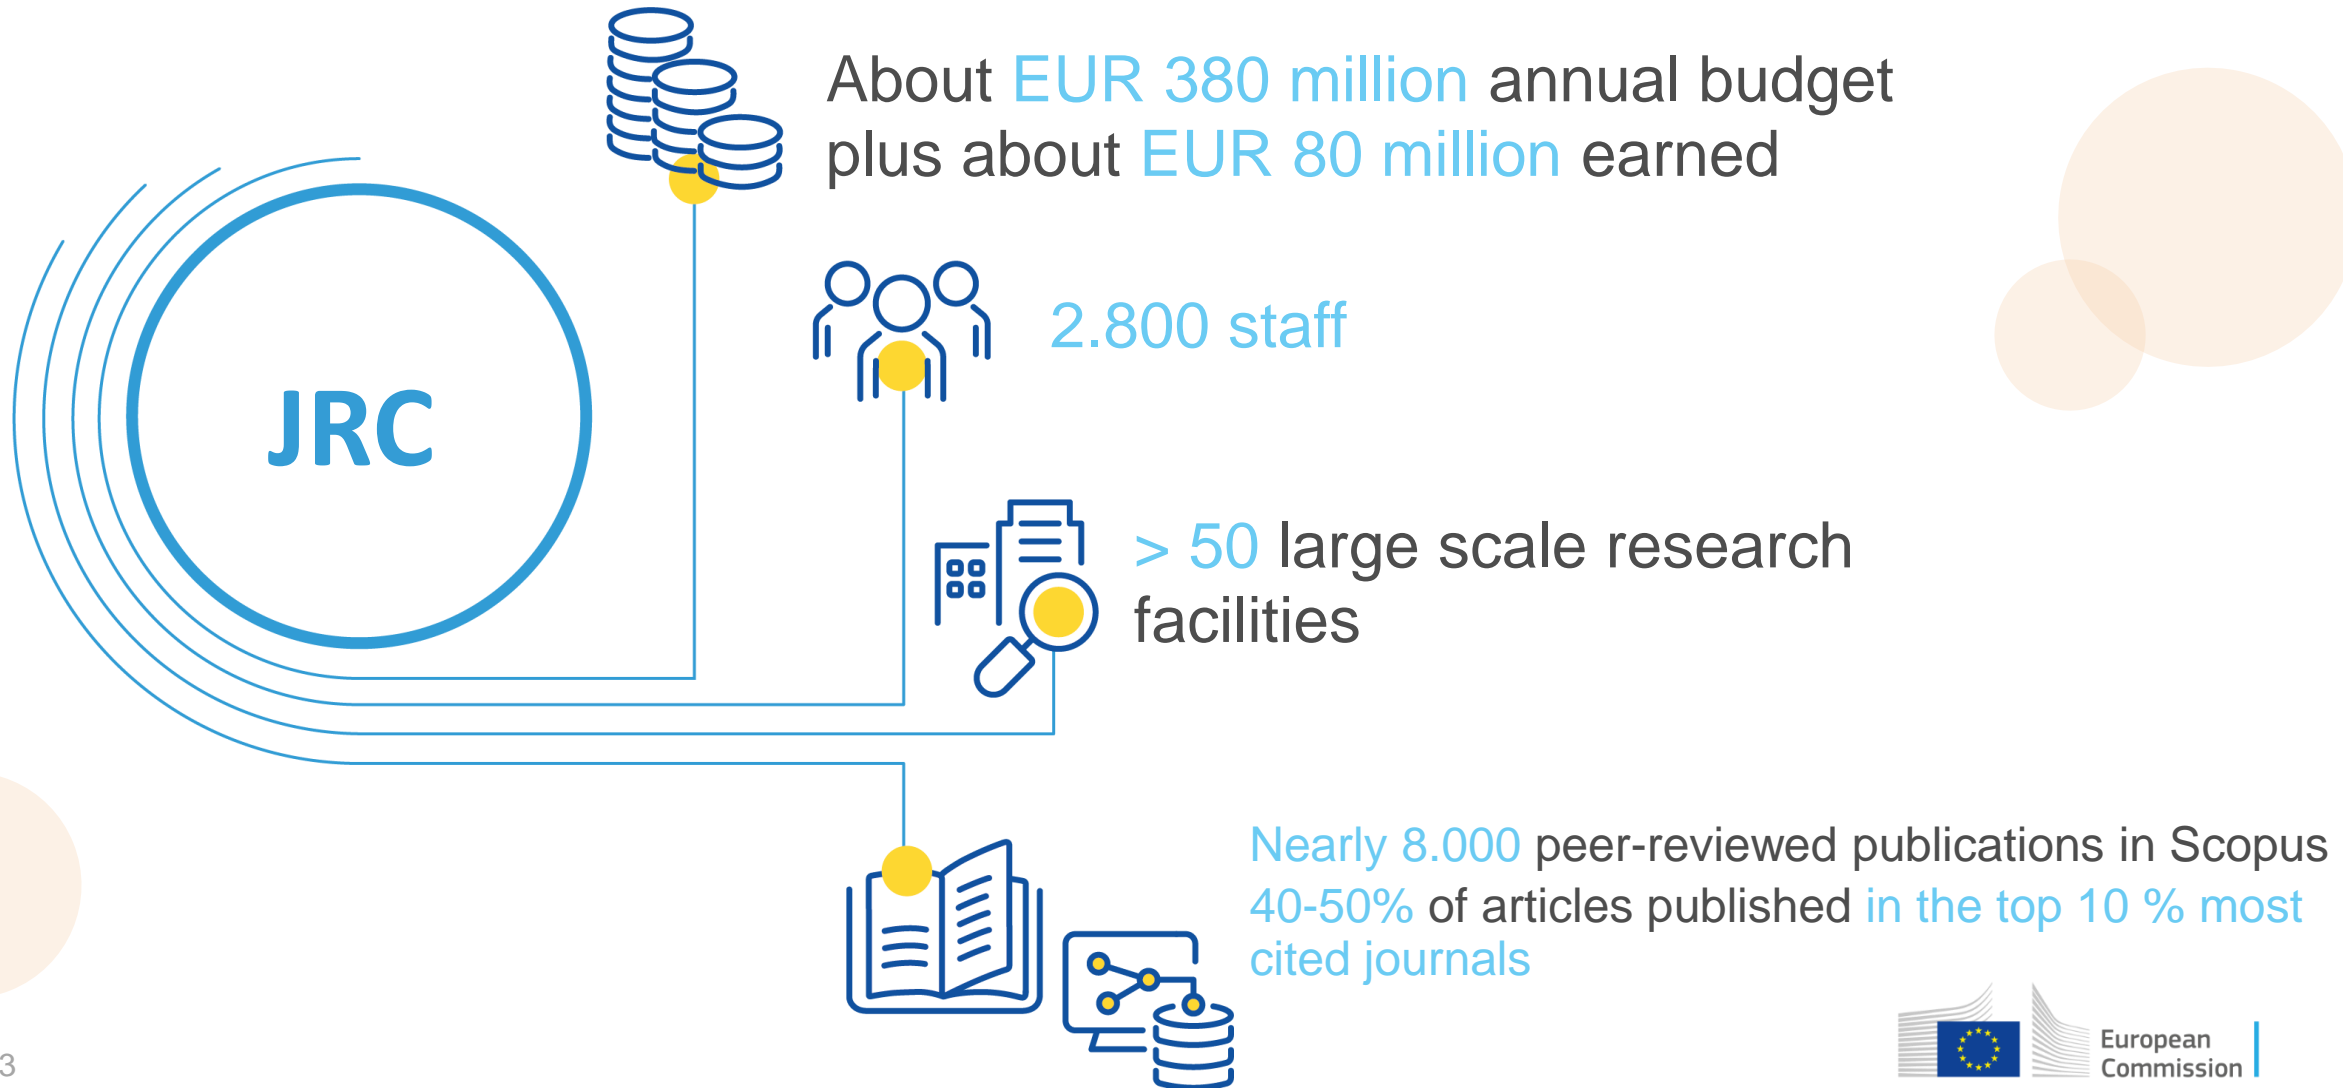 About EUR 380 million annual budget
plus about EUR 80 million earned
2.800 staff
JRC
> 50 large scale research
facilities
Nearly 8.000 peer-reviewed publications in Scopus
40-50% of articles published in the top 10 % most
cited journals
European
Commission
3